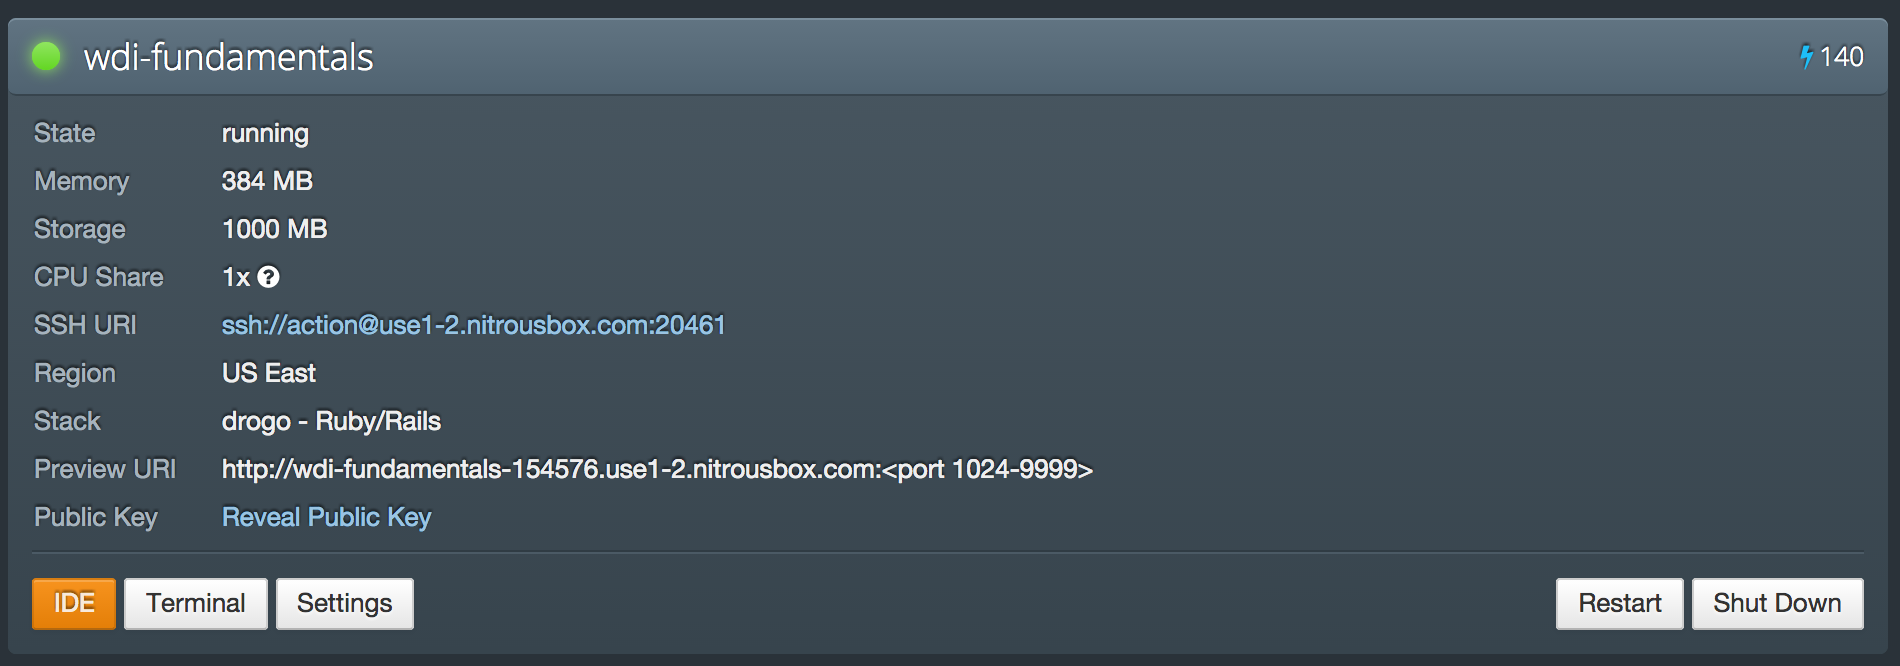 wdi-fundamentals 140
State running
Memory 384 MB
Storage 1000 MB
CPU Share 1x ?
SSH URI ssh://action@use1-2.nitrousbox.com:20461
Region US East
Stack drogo - Ruby/Rails
Preview URI http://wdi-fundamentals-154576.use1-2.nitrousbox.com:<port 1024-9999>
Public Key Reveal Public Key
IDE Terminal Settings Restart Shut Down